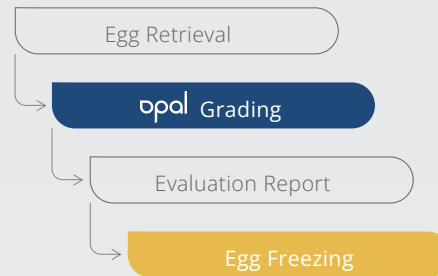 Egg Retrieval
opal Grading
Evaluation Report
Egg Freezing